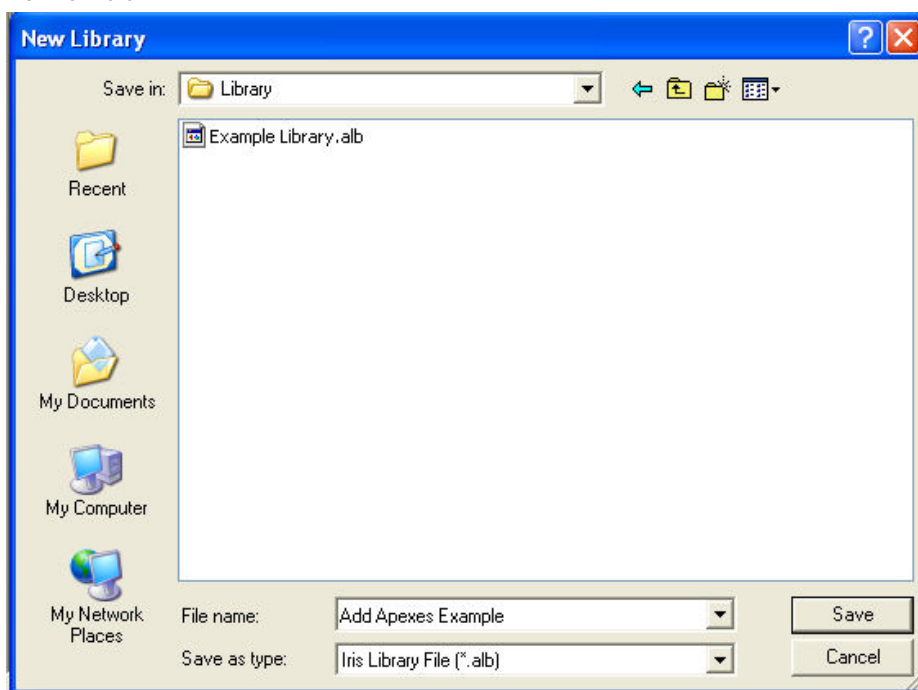 New Library
Save in:
Library
Example Library.alb
Recent
Desktop
My Documents
My Computer
My Network
Places
File name:
Add Apexes Example
Save
Save as type:
Iris Library File (*.alb)
Cancel